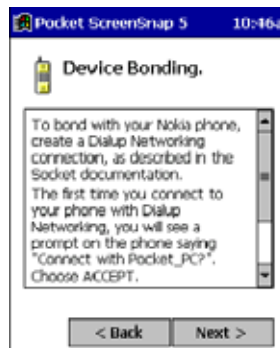 Pocket ScreenSnap 5 10:46a
Device Bonding.
To bond with your Nokia phone,
create a Dialup Networking
connection, as described in the
Socket documentation.
The first time you connect to
your phone with Dialup
Networking, you will see a
prompt on the phone saying
"Connect with Pocket_PC?".
Choose ACCEPT.
< Back Next >